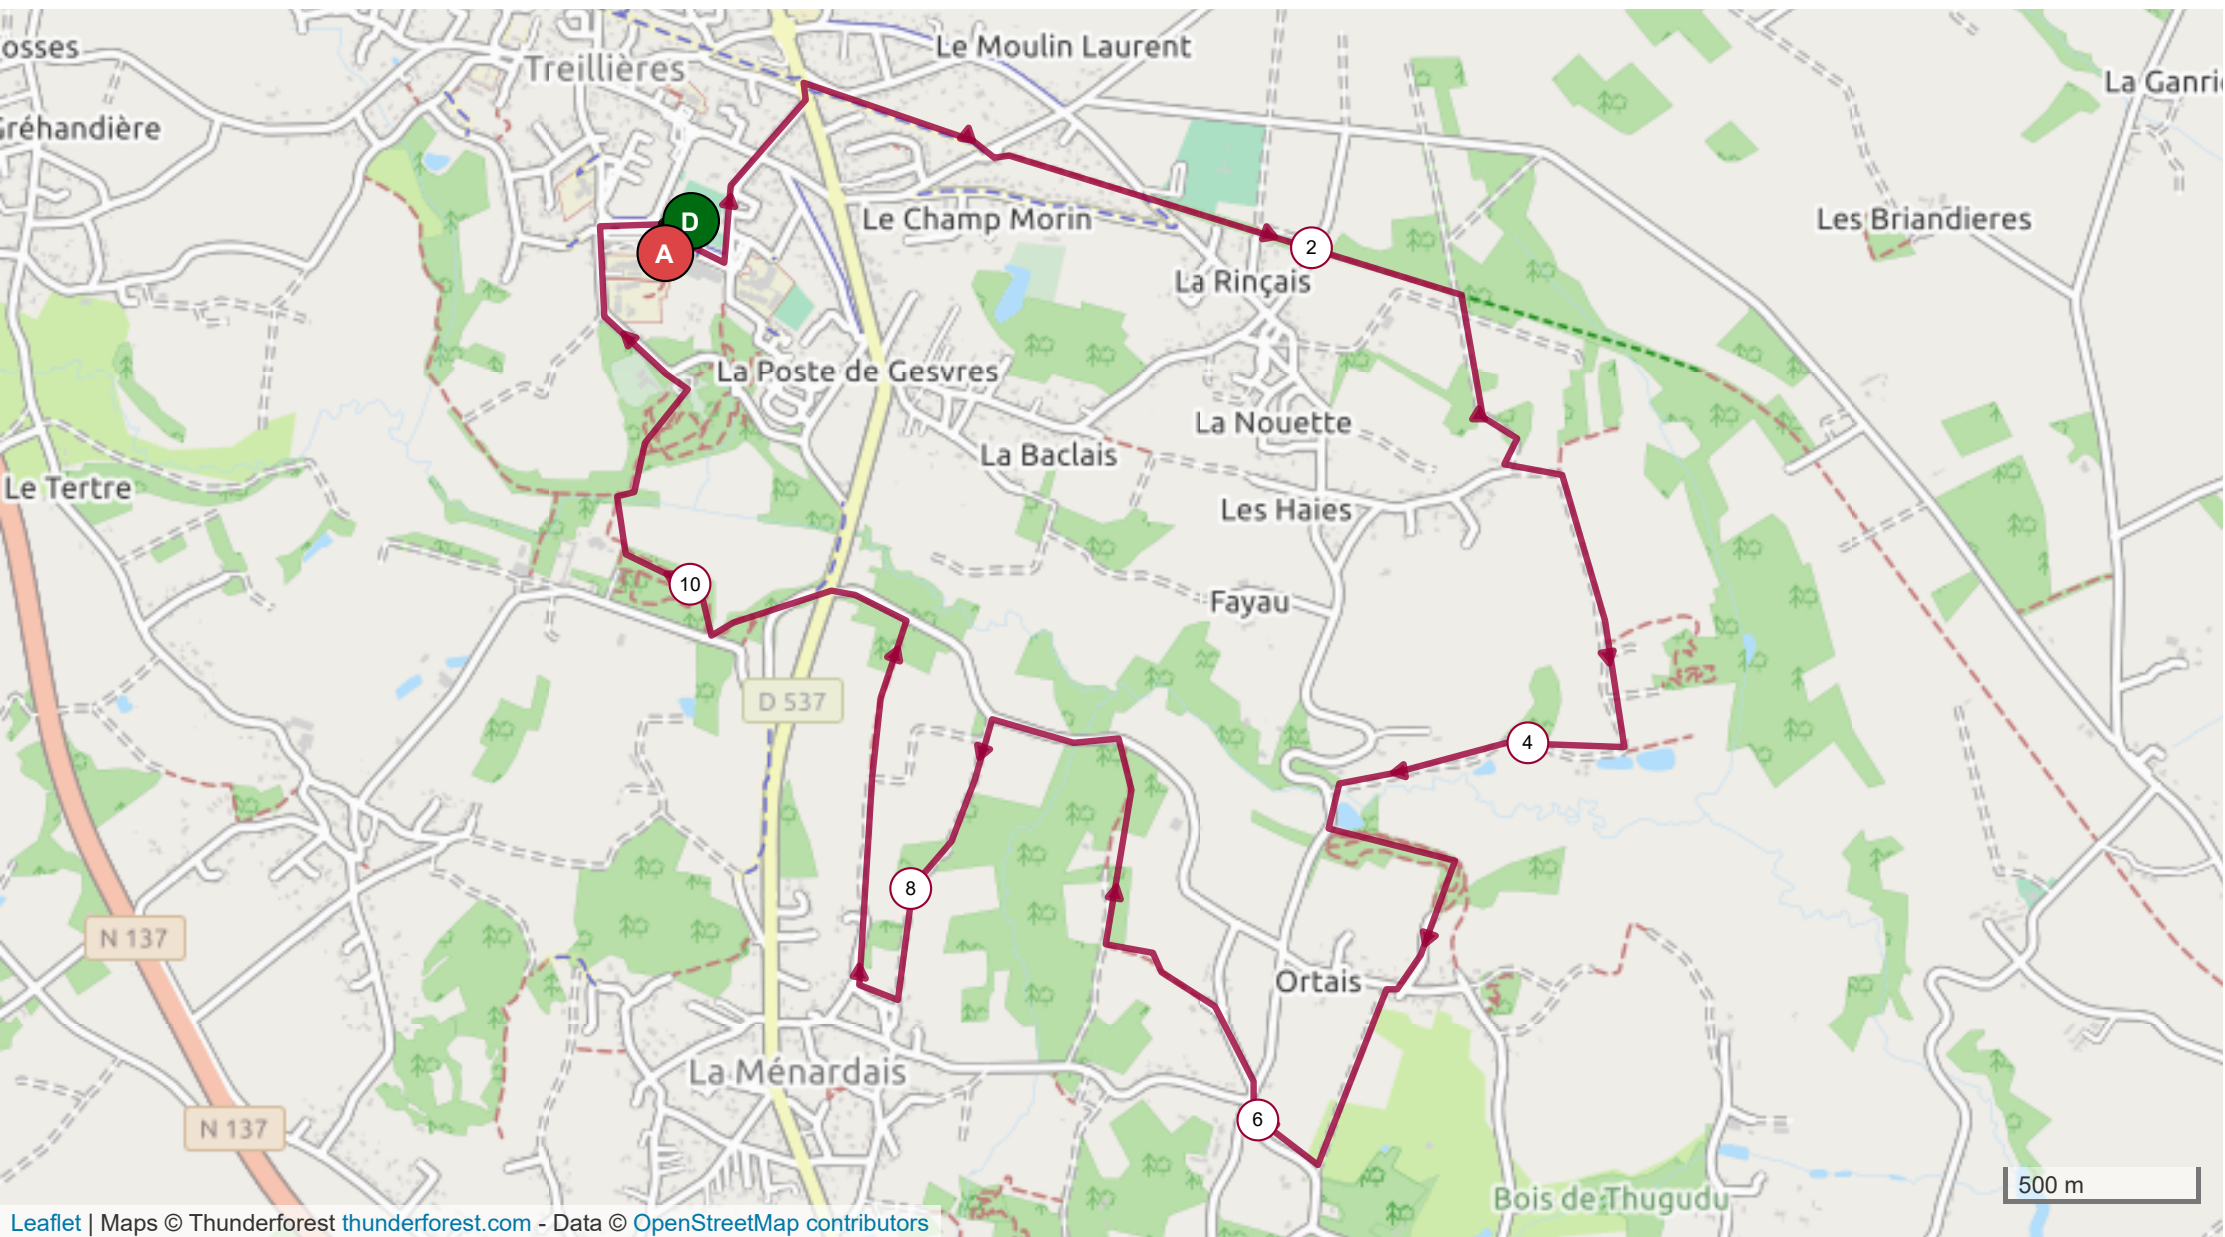 osses
Treillières
Le Moulin Laurent
La Ganri
Gréhandière
D
A
Le Champ Morin
2
Les Briandieres
La Rinçais
La Poste de Gesvres
La Nouette
La Baclais
Le Tertre
Les Haies
10
Fayau
D 537
4
8
N 137
Ortais
La Ménardais
6
N 137
500 m
Bois de Thugudu
Leaflet | Maps © Thunderforest thunderforest.com - Data © OpenStreetMap contributors